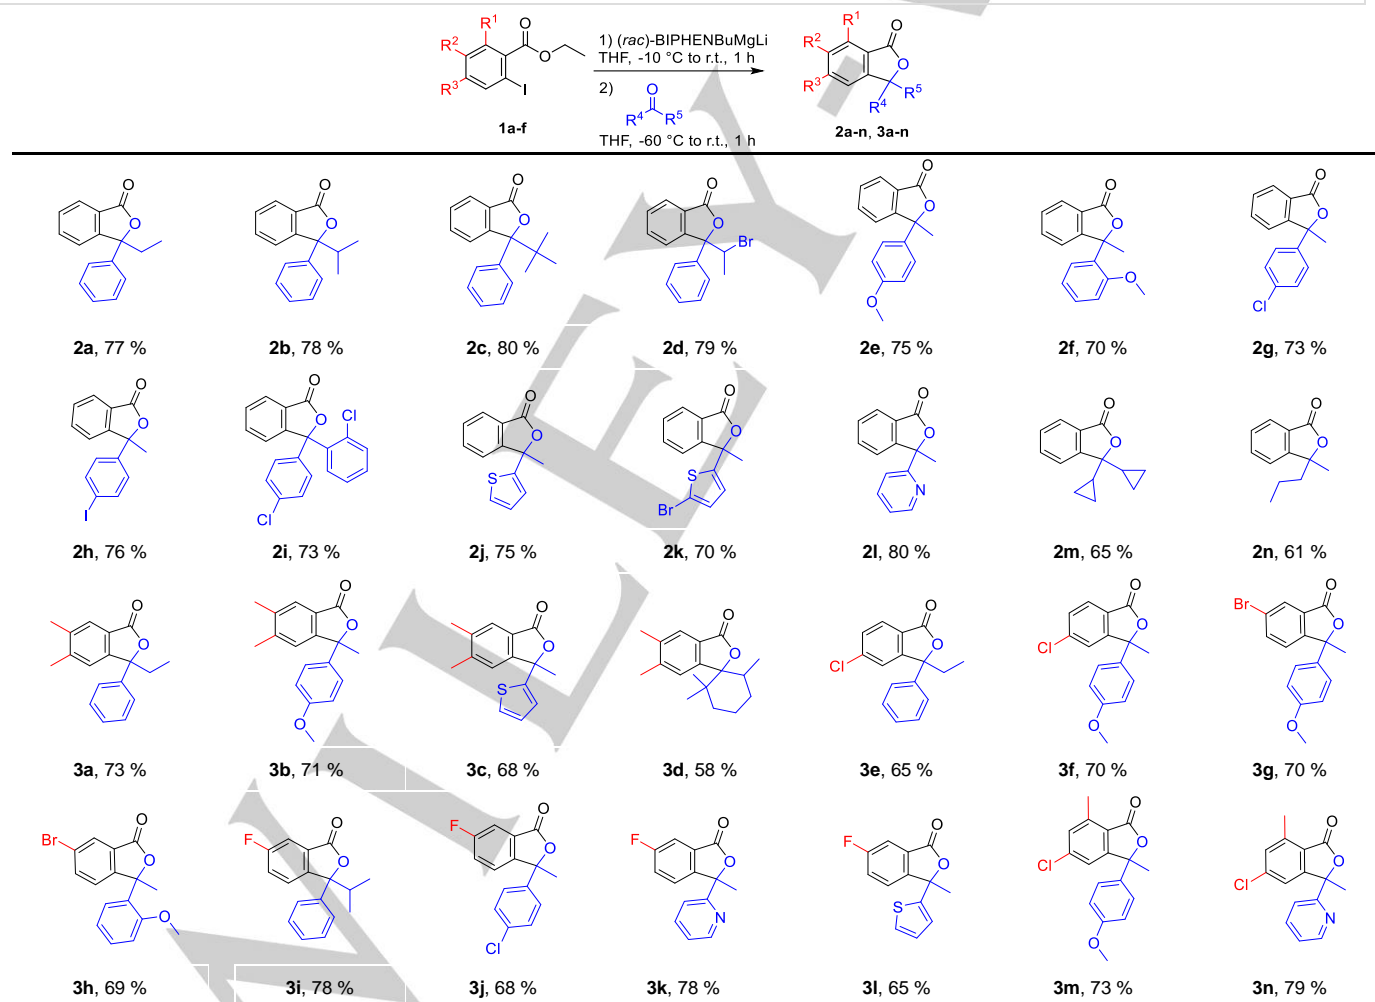 R¹
R²
R³
O
O
I
1a-f
1) (rac)-BIPHENBuMgLi
THF, -10 °C to r.t., 1 h
2)
O
R⁴ R⁵
THF, -60 °C to r.t., 1 h
R¹
R²
R³
O
O
R⁴ R⁵
2a-n, 3a-n
O
O
O
O
O
O
O
O
Br
O
O
O
O
O
O
O
O
Cl
2a, 77 %
2b, 78 %
2c, 80 %
2d, 79 %
2e, 75 %
2f, 70 %
2g, 73 %
O
O
I
O
O
Cl
Cl
O
O
S
O
O
S
Br
O
O
N
O
O
O
O
2h, 76 %
2i, 73 %
2j, 75 %
2k, 70 %
2l, 80 %
2m, 65 %
2n, 61 %
O
O
O
O
O
O
O
S
O
O
O
O
Cl
O
O
Cl
O
O
O
Br
O
3a, 73 %
3b, 71 %
3c, 68 %
3d, 58 %
3e, 65 %
3f, 70 %
3g, 70 %
Br
O
O
O
F
O
O
F
O
O
Cl
F
O
O
N
F
O
O
S
O
O
Cl
O
O
O
Cl
N
3h, 69 %
3i, 78 %
3j, 68 %
3k, 78 %
3l, 65 %
3m, 73 %
3n, 79 %